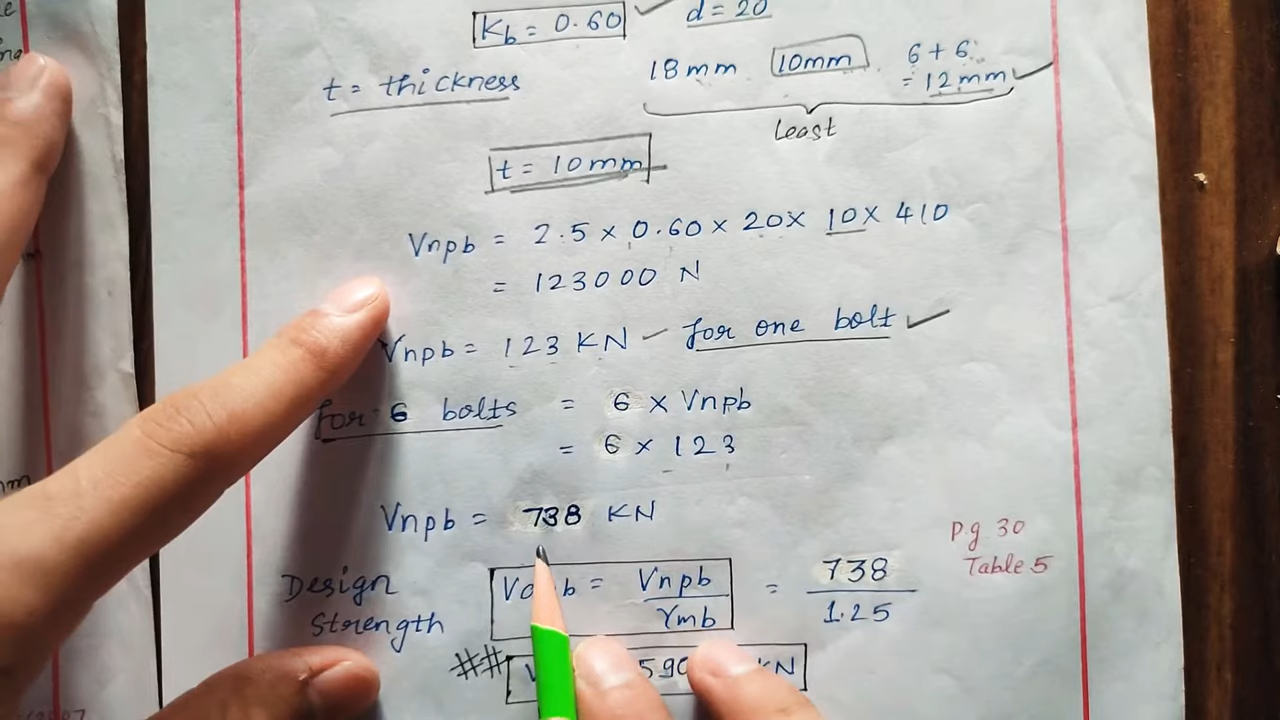 Kb = 0.60
d = 20
t = thickness
18 mm 10mm 6 + 6
= 12 mm
Least
t = 10mm
Vnpb = 2.5 × 0.60 × 20 × 10 × 410
= 123000 N
Vnpb = 123 KN for one bolt
for 6 bolts = 6 × Vnpb
= 6 × 123
Vnpb = 738 KN
Pg 30
Table 5
Design
Strength
b = Vnpb / γmb = 738 / 1.25
## 590 KN